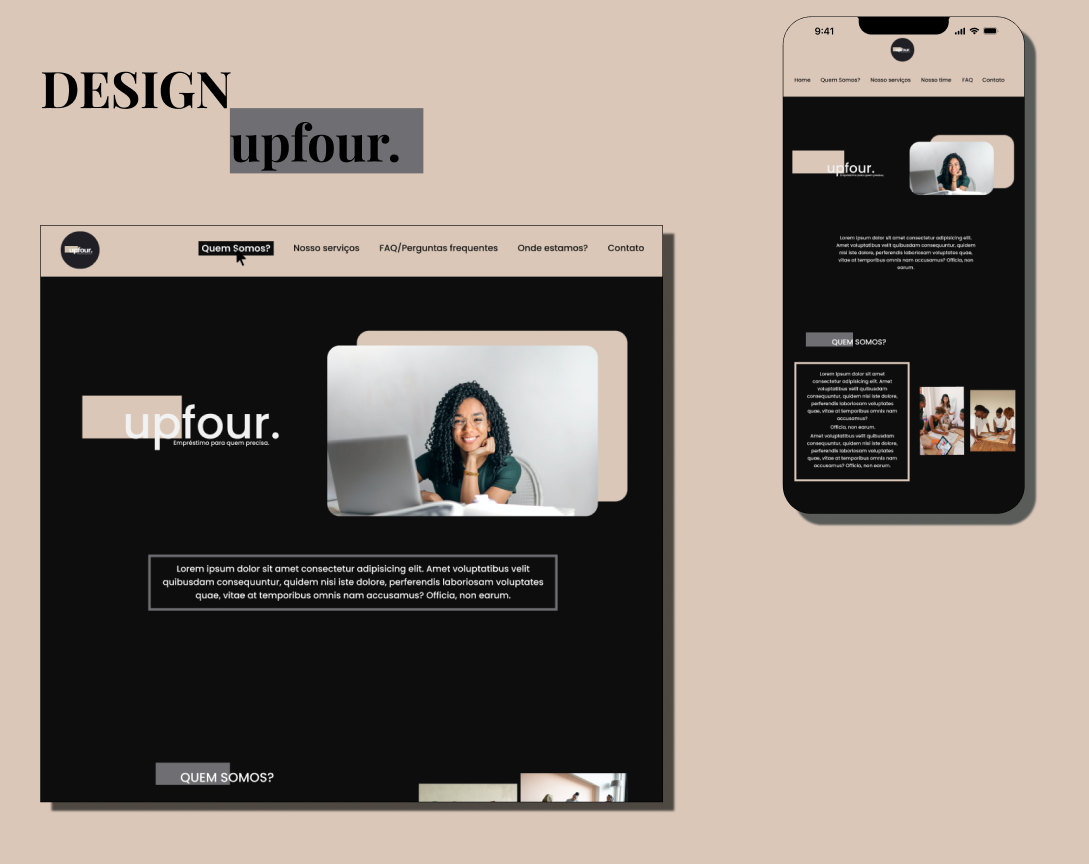 DESIGN
upfour.
upfour.
Quem Somos? Nosso serviços FAQ/Perguntas frequentes Onde estamos? Contato
upfour.
Empréstimo para quem precisa.
Lorem ipsum dolor sit amet consectetur adipisicing elit. Amet voluptatibus velit
quibusdam consequuntur, quidem nisi iste dolore, perferendis laboriosam voluptates
quae, vitae at temporibus omnis nam accusamus? Officia, non earum.
QUEM SOMOS?
9:41
upfour.
Home Quem Somos? Nosso serviços Nosso time FAQ Contato
upfour.
Empréstimo para quem precisa.
Lorem ipsum dolor sit amet consectetur adipisicing elit.
Amet voluptatibus velit quibusdam consequuntur, quidem
nisi iste dolore, perferendis laboriosam voluptates quae,
vitae at temporibus omnis nam accusamus? Officia, non
earum.
QUEM SOMOS?
Lorem ipsum dolor sit amet
consectetur adipisicing elit. Amet
voluptatibus velit quibusdam
consequuntur, quidem nisi iste dolore,
perferendis laboriosam voluptates
quae, vitae at temporibus omnis nam
accusamus?
Officia, non earum.
Amet voluptatibus velit quibusdam
consequuntur, quidem nisi iste dolore,
perferendis laboriosam voluptates
quae, vitae at temporibus omnis nam
accusamus? Officia, non earum.